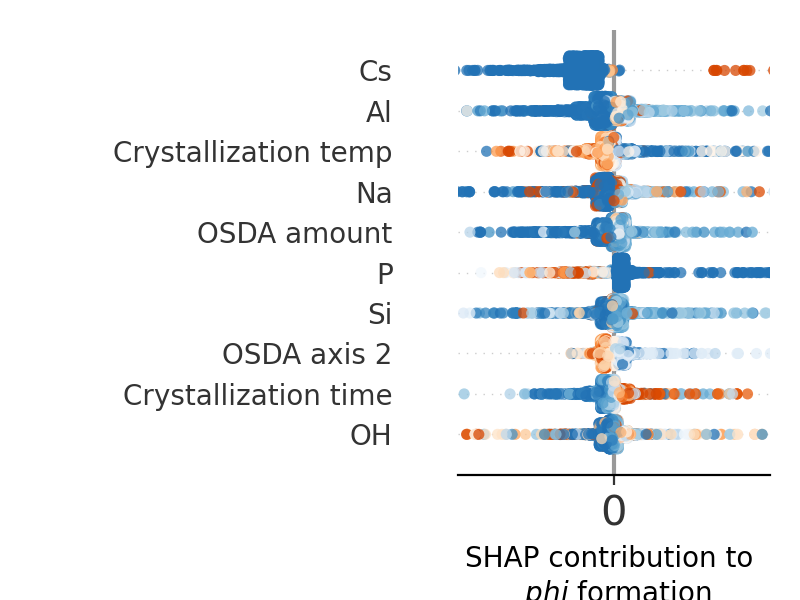 Cs
Al
Crystallization temp
Na
OSDA amount
P
Si
OSDA axis 2
Crystallization time
OH
0
SHAP contribution to
phi formation